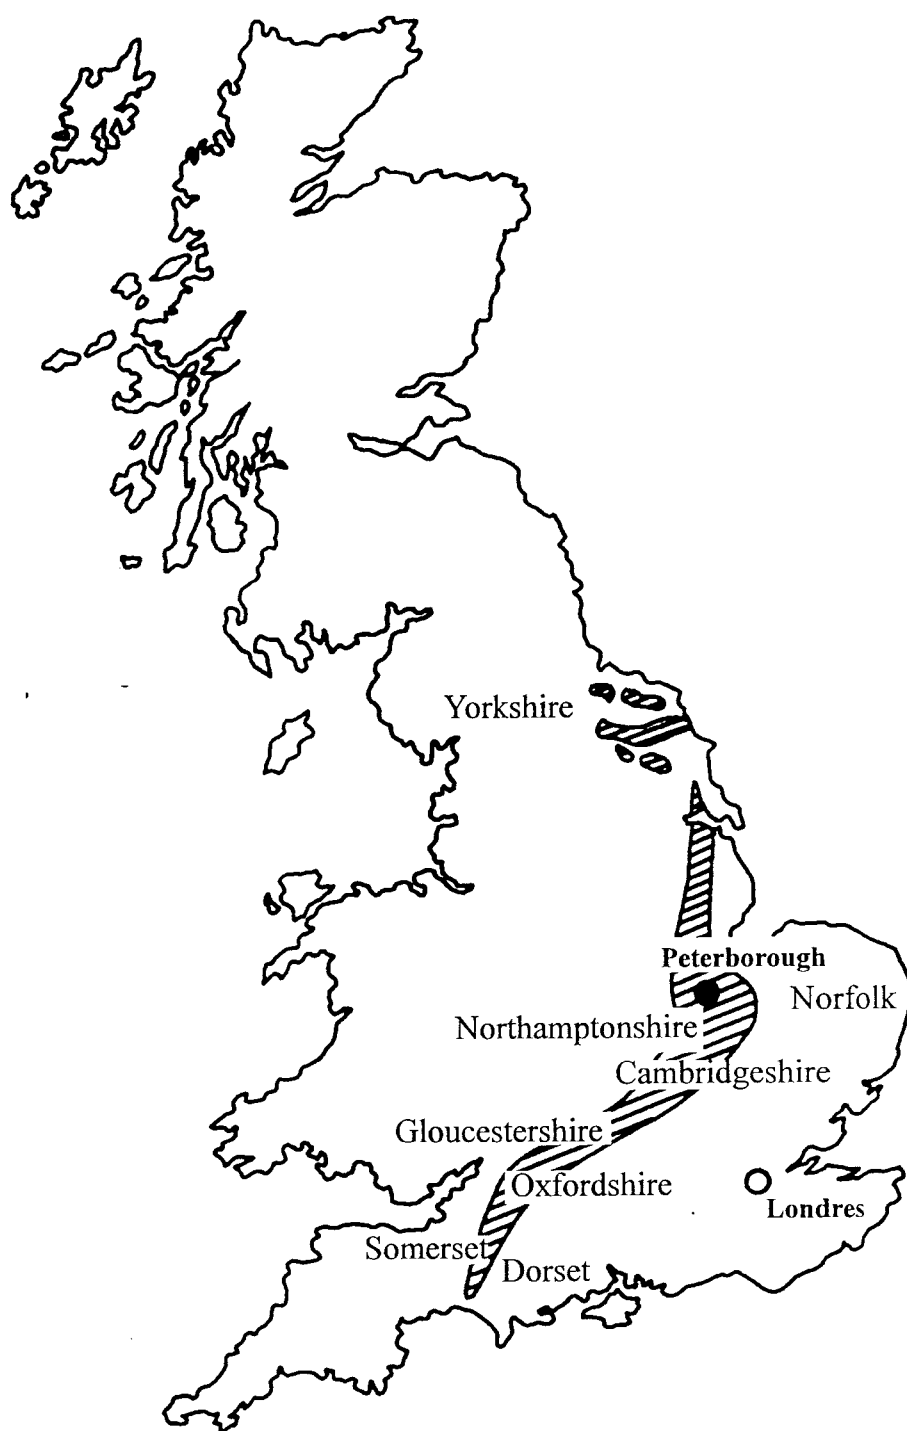 Yorkshire
Peterborough
Norfolk
Northamptonshire
Cambridgeshire
Gloucestershire
Oxfordshire
Londres
Somerset
Dorset